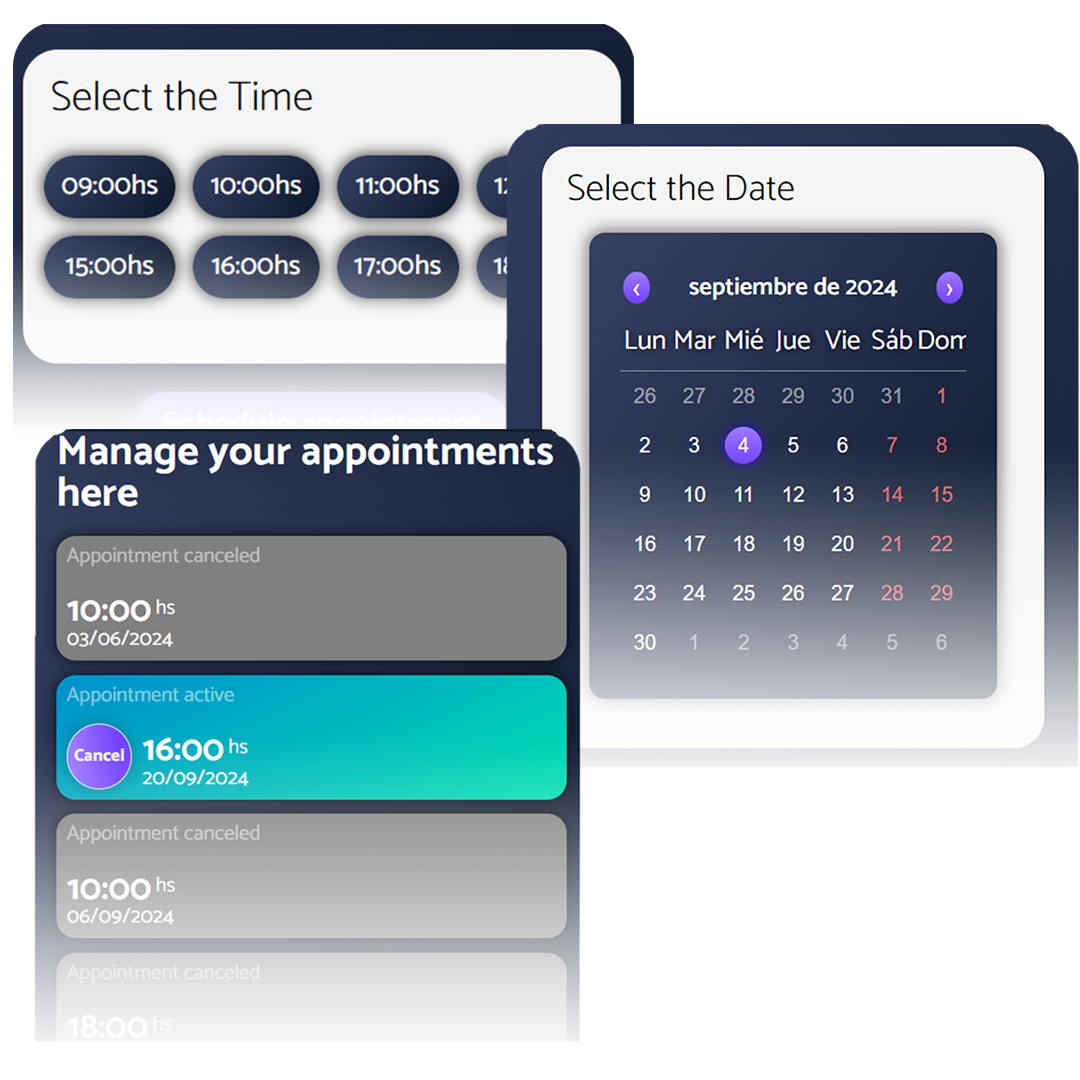 Select the Time
09:00hs 10:00hs 11:00hs
15:00hs 16:00hs 17:00hs
Schedule appointment
Select the Date
‹ septiembre de 2024 ›
Lun Mar Mié Jue Vie Sáb Dom
26 27 28 29 30 31 1
2 3 4 5 6 7 8
9 10 11 12 13 14 15
16 17 18 19 20 21 22
23 24 25 26 27 28 29
30 1 2 3 4 5 6
Manage your appointments
here
Appointment canceled
10:00 hs
03/06/2024
Appointment active
Cancel
16:00 hs
20/09/2024
Appointment canceled
10:00 hs
06/09/2024
Appointment canceled
18:00 hs